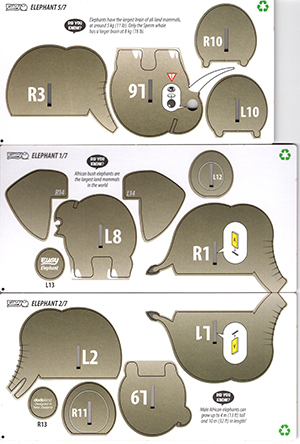 ELEPHANT 5/7
DID YOU
KNOW?
Elephants have the largest brain of all land mammals,
at around 5 kg (11 lb). Only the Sperm whale
has a larger brain at 8 kg (18 lb).
R10
R3
L6
L10
ELEPHANT 1/7
DID YOU
KNOW?
African bush elephants are
the largest land mammals
in the world
R14
L14
L12
L8
R1
Elephant
L13
ELEPHANT 2/7
L2
L1
L9
R11
R13
DID YOU
KNOW?
Male African elephants can
grow up to 4 m (13 ft) tall
and 10 m (32 ft) in length!